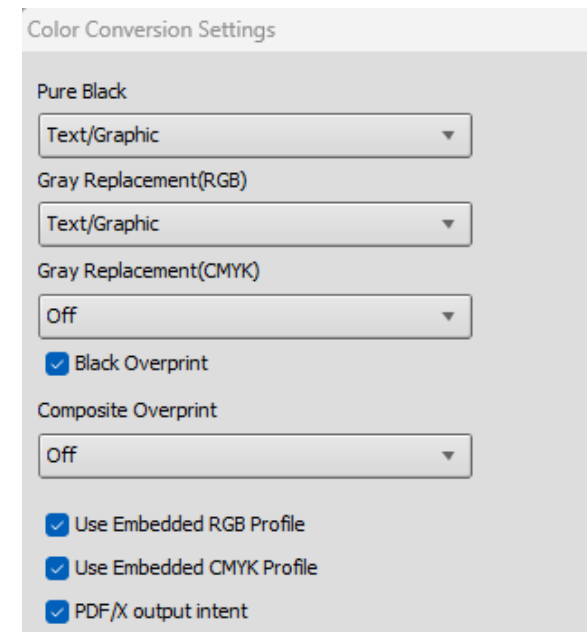 Color Conversion Settings
Pure Black
Text/Graphic
Gray Replacement(RGB)
Text/Graphic
Gray Replacement(CMYK)
Off
Black Overprint
Composite Overprint
Off
Use Embedded RGB Profile
Use Embedded CMYK Profile
PDF/X output intent